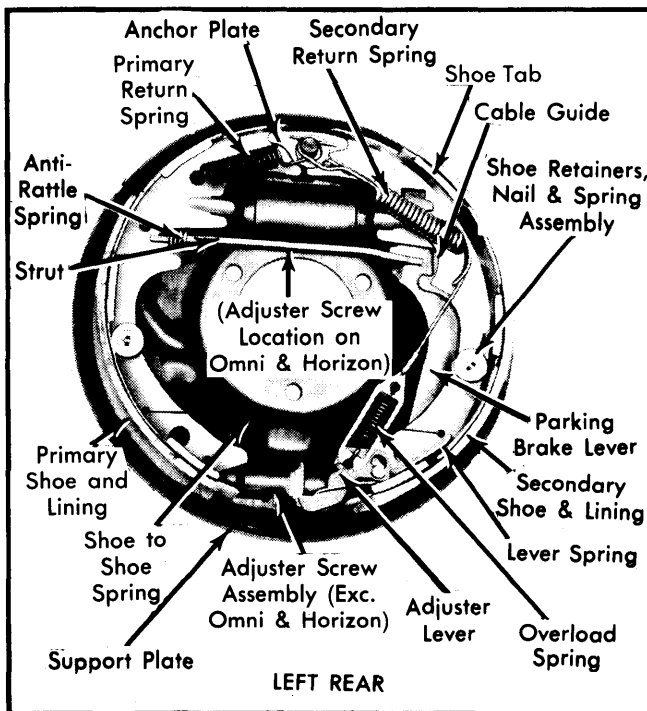 Anchor Plate
Primary
Return
Spring
Secondary
Return Spring
Shoe Tab
Cable Guide
Shoe Retainers,
Nail & Spring
Assembly
Anti-
Rattle
Spring
Strut
(Adjuster Screw
Location on
Omni & Horizon)
Parking
Brake Lever
Primary
Shoe and
Lining
Secondary
Shoe & Lining
Shoe to
Shoe
Spring
Adjuster Screw
Assembly (Exc.
Omni & Horizon)
Lever Spring
Adjuster
Lever
Overload
Spring
Support Plate
LEFT REAR